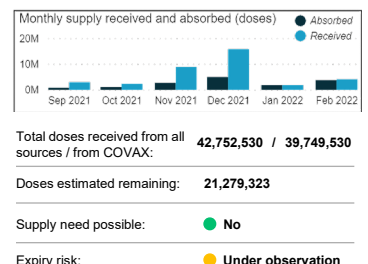 Monthly supply received and absorbed (doses)
Absorbed
Received
20M
10M
0M
Sep 2021 Oct 2021 Nov 2021 Dec 2021 Jan 2022 Feb 2022
Total doses received from all sources / from COVAX: 42,752,530 / 39,749,530
Doses estimated remaining: 21,279,323
Supply need possible: No
Expiry risk: Under observation